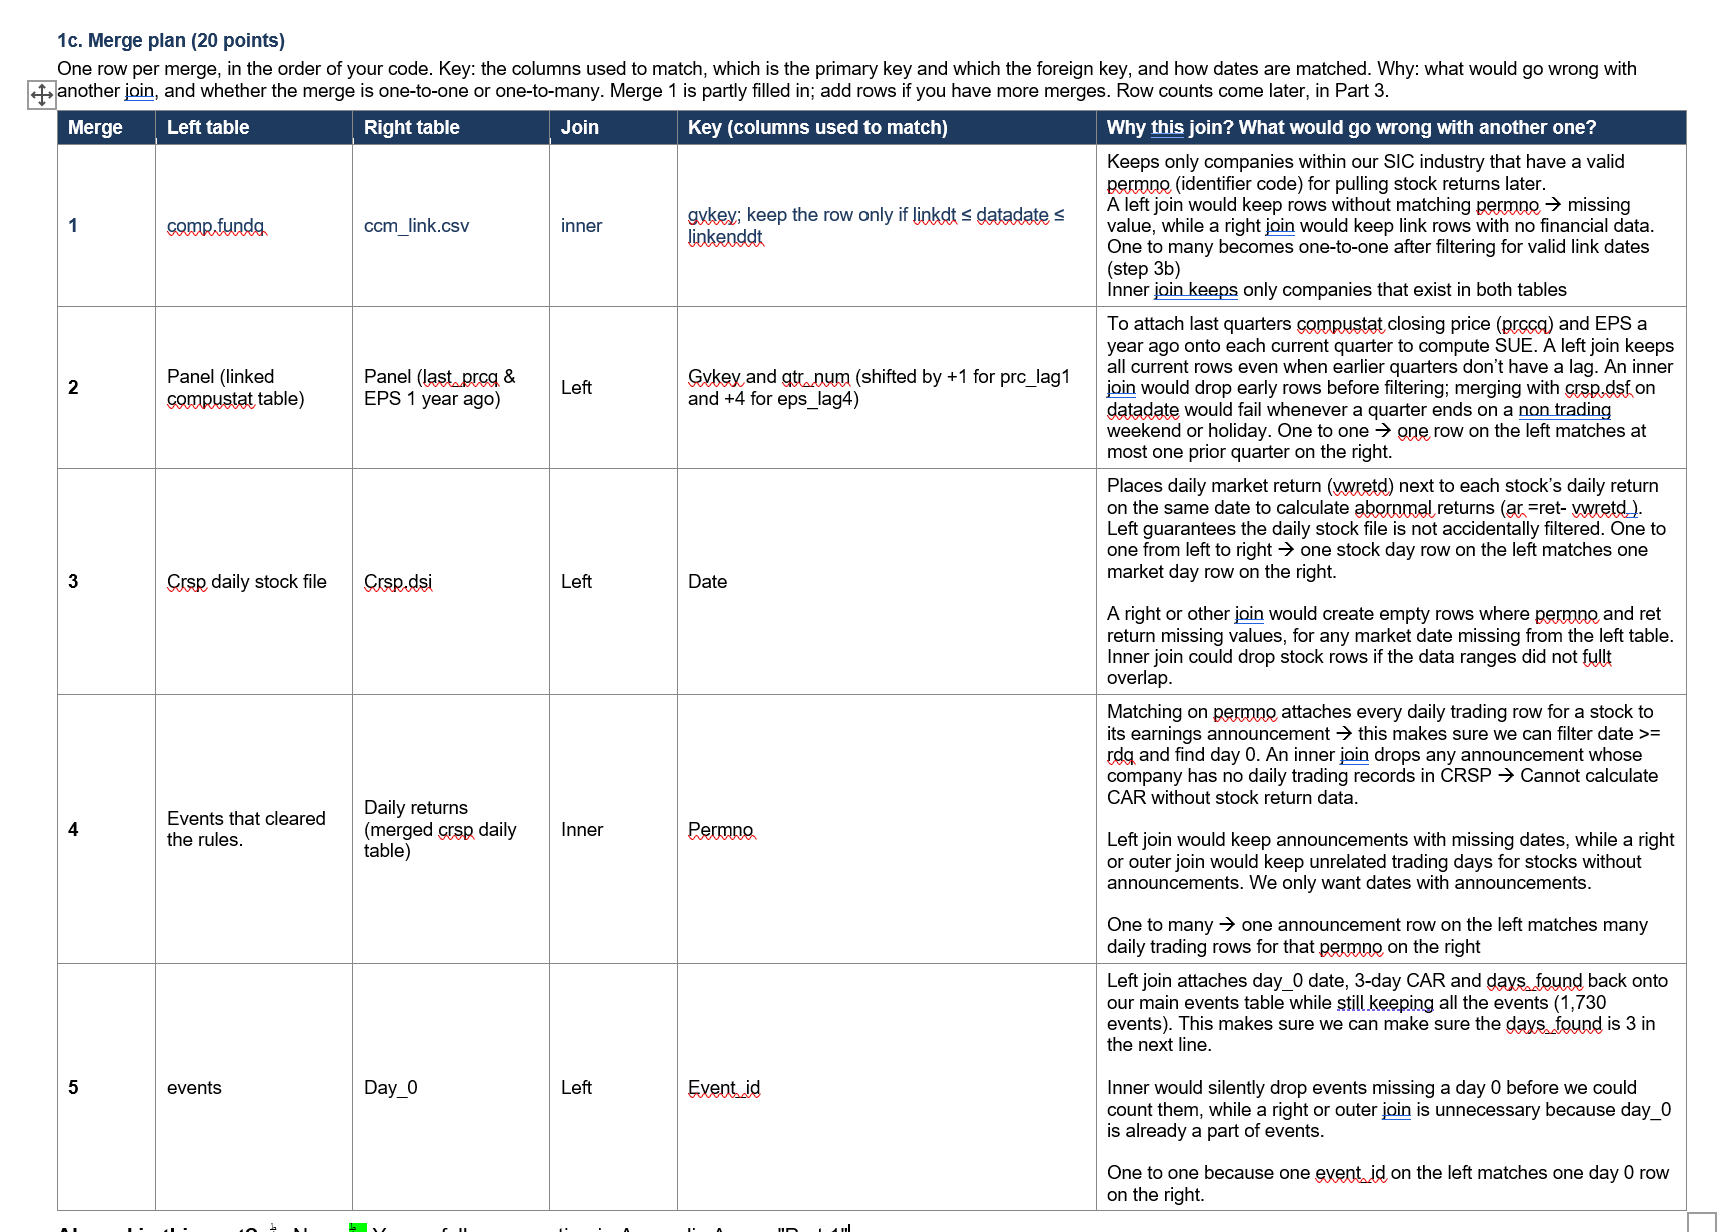 1c. Merge plan (20 points)
One row per merge, in the order of your code. Key: the columns used to match, which is the primary key and which the foreign key, and how dates are matched. Why: what would go wrong with
another join, and whether the merge is one-to-one or one-to-many. Merge 1 is partly filled in; add rows if you have more merges. Row counts come later, in Part 3.
Merge Left table Right table Join Key (columns used to match) Why this join? What would go wrong with another one?
1
comp.fundq
ccm_link.csv
inner
gvkey; keep the row only if linkdt ≤ datadate ≤
linkenddt
Keeps only companies within our SIC industry that have a valid
permno (identifier code) for pulling stock returns later.
A left join would keep rows without matching permno → missing
value, while a right join would keep link rows with no financial data.
One to many becomes one-to-one after filtering for valid link dates
(step 3b)
Inner join keeps only companies that exist in both tables
2
Panel (linked
compustat table)
Panel (last_prcq &
EPS 1 year ago)
Left
Gvkey and qtr_num (shifted by +1 for prc_lag1
and +4 for eps_lag4)
To attach last quarters compustat closing price (prccq) and EPS a
year ago onto each current quarter to compute SUE. A left join keeps
all current rows even when earlier quarters don't have a lag. An inner
join would drop early rows before filtering; merging with crsp.dsf on
datadate would fail whenever a quarter ends on a non trading
weekend or holiday. One to one → one row on the left matches at
most one prior quarter on the right.
3
Crsp daily stock file
Crsp.dsi
Left
Date
Places daily market return (vwretd) next to each stock's daily return
on the same date to calculate abornmal returns (ar =ret- vwretd ).
Left guarantees the daily stock file is not accidentally filtered. One to
one from left to right → one stock day row on the left matches one
market day row on the right.
A right or other join would create empty rows where permno and ret
return missing values, for any market date missing from the left table.
Inner join could drop stock rows if the data ranges did not fullt
overlap.
4
Events that cleared
the rules.
Daily returns
(merged crsp daily
table)
Inner
Permno
Matching on permno attaches every daily trading row for a stock to
its earnings announcement → this makes sure we can filter date >=
rdq and find day 0. An inner join drops any announcement whose
company has no daily trading records in CRSP → Cannot calculate
CAR without stock return data.
Left join would keep announcements with missing dates, while a right
or outer join would keep unrelated trading days for stocks without
announcements. We only want dates with announcements.
One to many → one announcement row on the left matches many
daily trading rows for that permno on the right
5
events
Day_0
Left
Event_id
Left join attaches day_0 date, 3-day CAR and days_found back onto
our main events table while still keeping all the events (1,730
events). This makes sure we can make sure the days_found is 3 in
the next line.
Inner would silently drop events missing a day 0 before we could
count them, while a right or outer join is unnecessary because day_0
is already a part of events.
One to one because one event_id on the left matches one day 0 row
on the right.